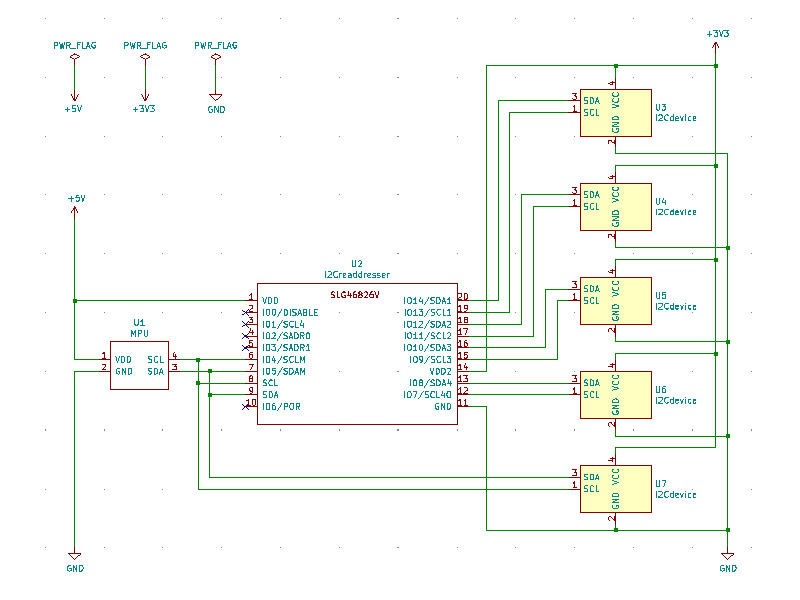 PWR_FLAG PWR_FLAG PWR_FLAG
+5V +3V3 GND
+3V3
4
3 SDA VCC U3
1 SCL GND I2Cdevice
2
4
3 SDA VCC U4
1 SCL GND I2Cdevice
2
+5V
4
3 SDA VCC U5
1 SCL GND I2Cdevice
2
U2
I2Creaddresser
SLG46826V
1 VDD IO14/SDA1 20
2 IO0/DISABLE IO13/SCL1 19
3 IO1/SCL4 IO12/SDA2 18
4 IO2/SADR0 IO11/SCL2 17
5 IO3/SADR1 IO10/SDA3 16
6 IO4/SCLM IO9/SCL3 15
7 IO5/SDAM VDD2 14
8 SCL IO8/SDA4 13
9 SDA IO7/SCL4O 12
10 IO6/POR GND 11
U1
MPU
1 VDD SCL 4
2 GND SDA 3
4
3 SDA VCC U6
1 SCL GND I2Cdevice
2
4
3 SDA VCC U7
1 SCL GND I2Cdevice
2
GND GND